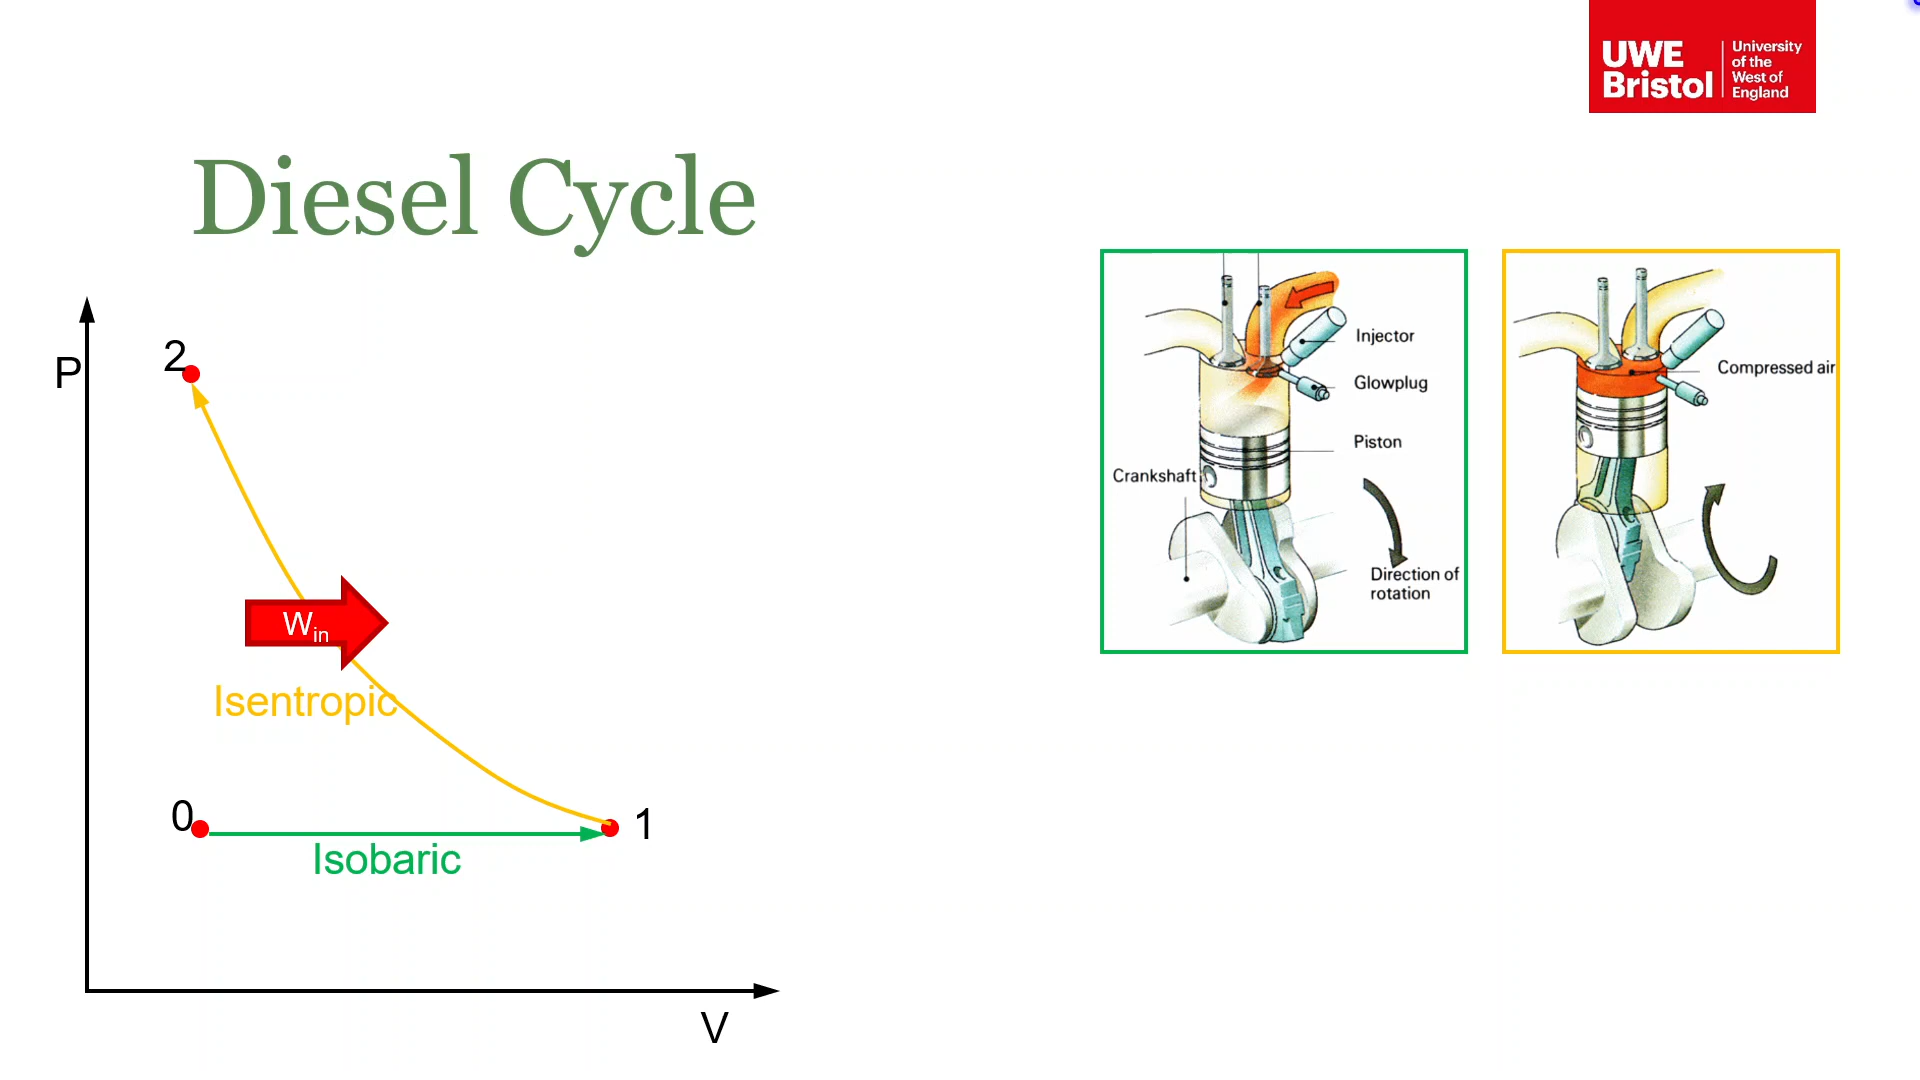 UWE
Bristol
University
of the
West of
England
Diesel Cycle
P
2
Win
Isentropic
0
1
Isobaric
V
Injector
Glowplug
Piston
Crankshaft
Direction of
rotation
Compressed air